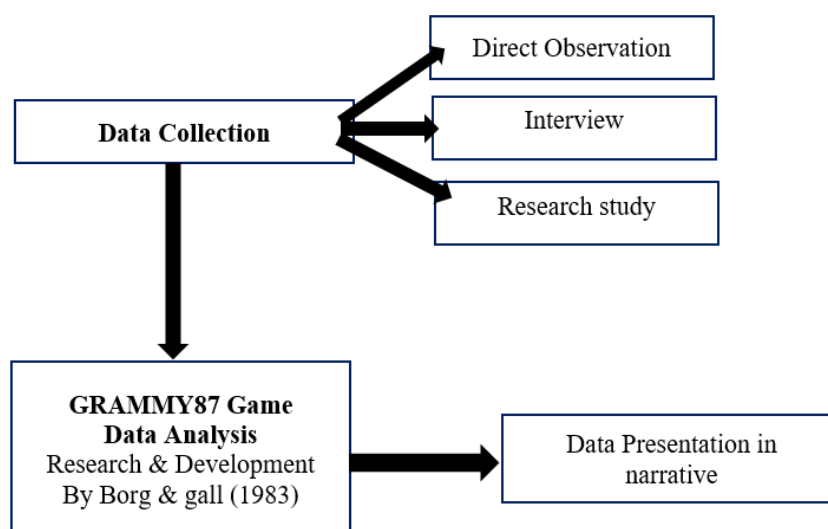 Direct Observation
Data Collection
Interview
Research study
GRAMMY87 Game
Data Analysis
Research & Development
By Borg & gall (1983)
Data Presentation in
narrative